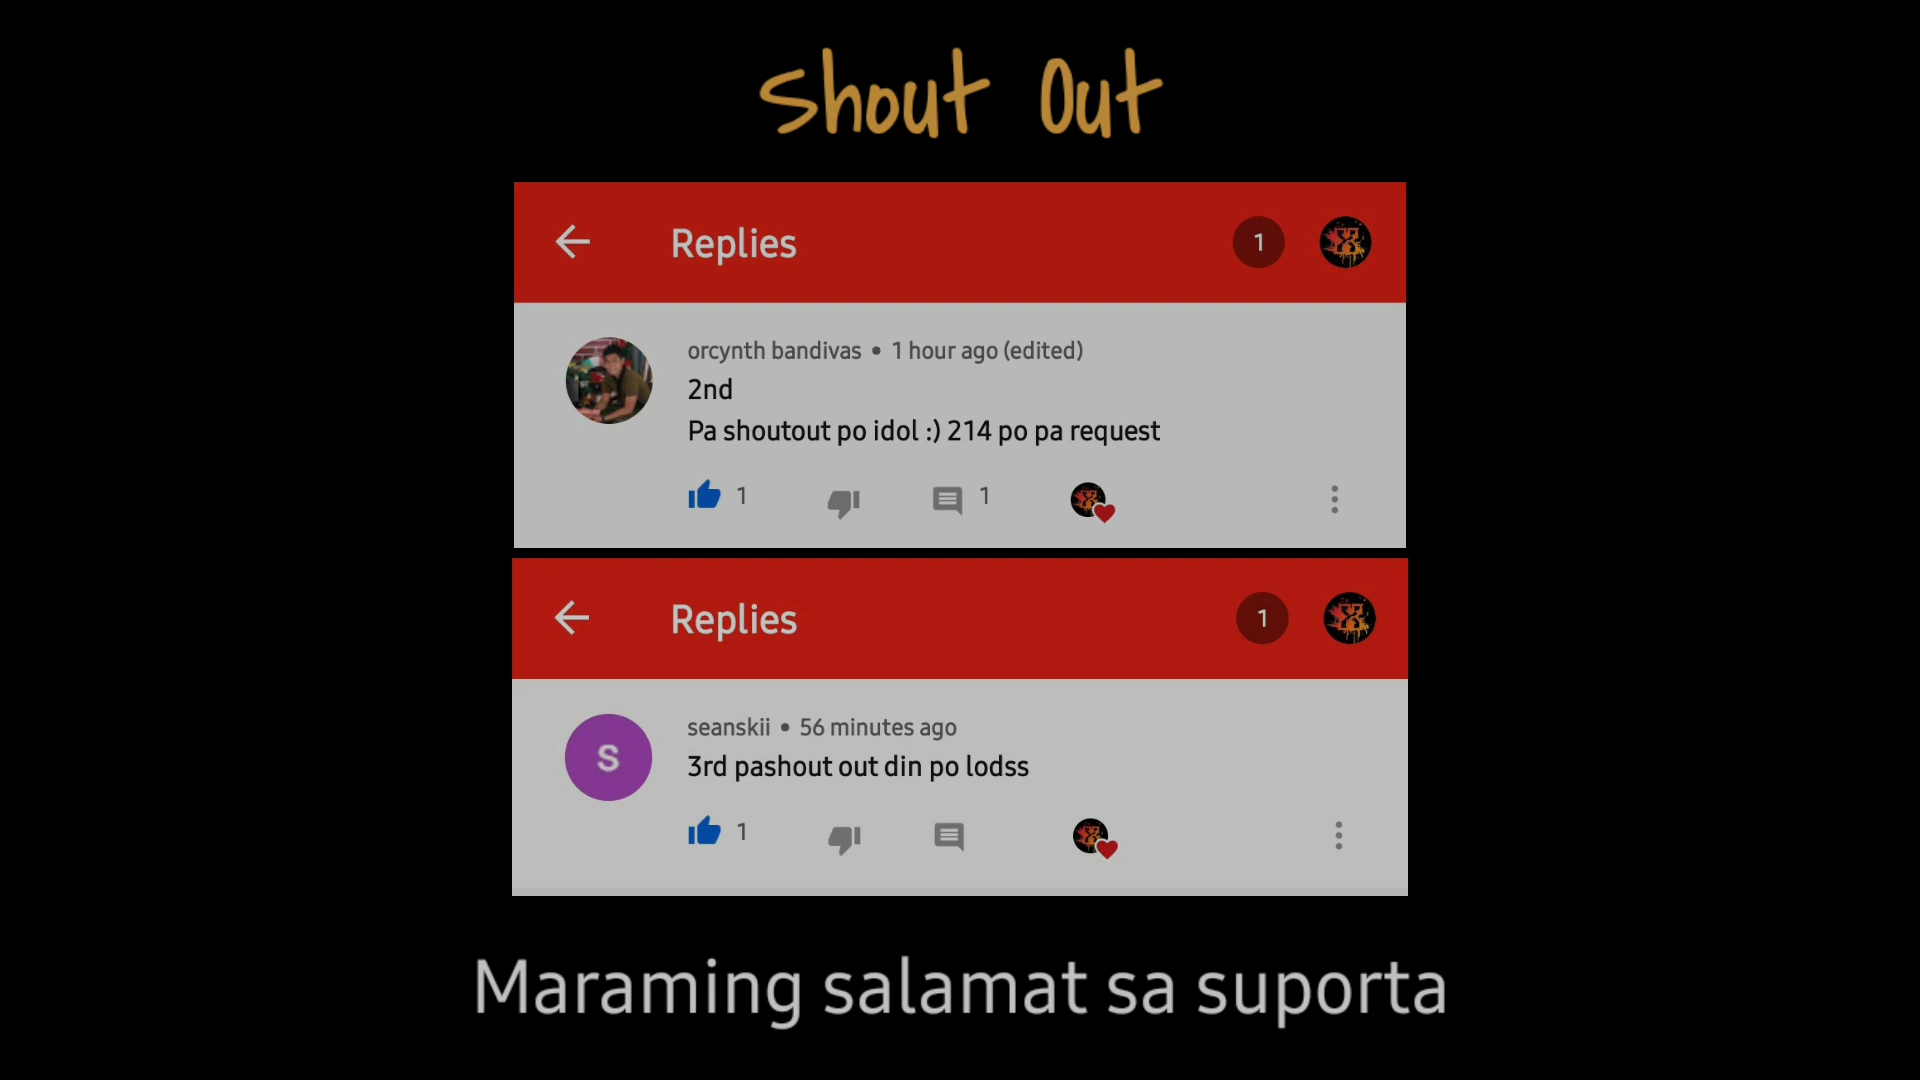 Shout Out
Replies
1
orcynth bandivas • 1 hour ago (edited)
2nd
Pa shoutout po idol :) 214 po pa request
1
1
Replies
1
S
seanskii • 56 minutes ago
3rd pashout out din po lodss
1
Maraming salamat sa suporta